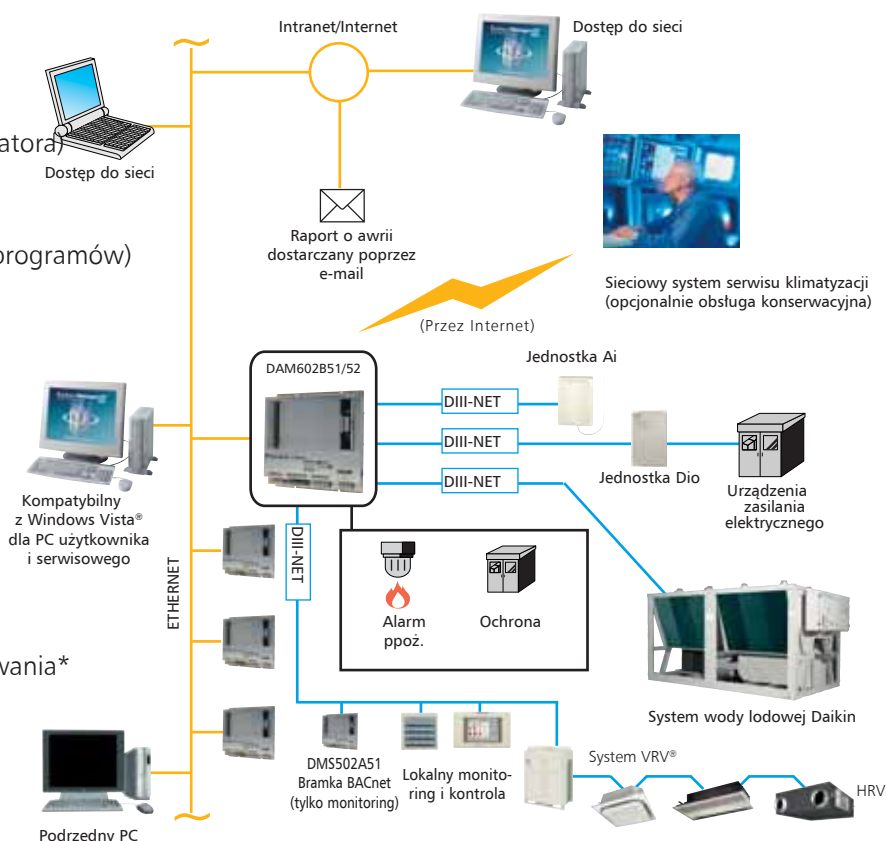 Intranet/Internet
Dostęp do sieci
atora)
Dostęp do sieci
programów)
Raport o awrii
dostarczany poprzez
e-mail
Sieciowy system serwisu klimatyzacji
(opcjonalnie obsługa konserwacyjna)
(Przez Internet)
DAM602B51/52
Jednostka Ai
DIII-NET
DIII-NET
Jednostka Dio
DIII-NET
Urządzenia
zasilania
elektrycznego
Kompatybilny
z Windows Vista®
dla PC użytkownika
i serwisowego
ETHERNET
DIII-NET
Alarm
ppoż.
Ochrona
wania*
System wody lodowej Daikin
DMS502A51
Bramka BACnet
(tylko monitoring)
Lokalny monito-
ring i kontrola
System VRV®
HRV
Podrzędny PC